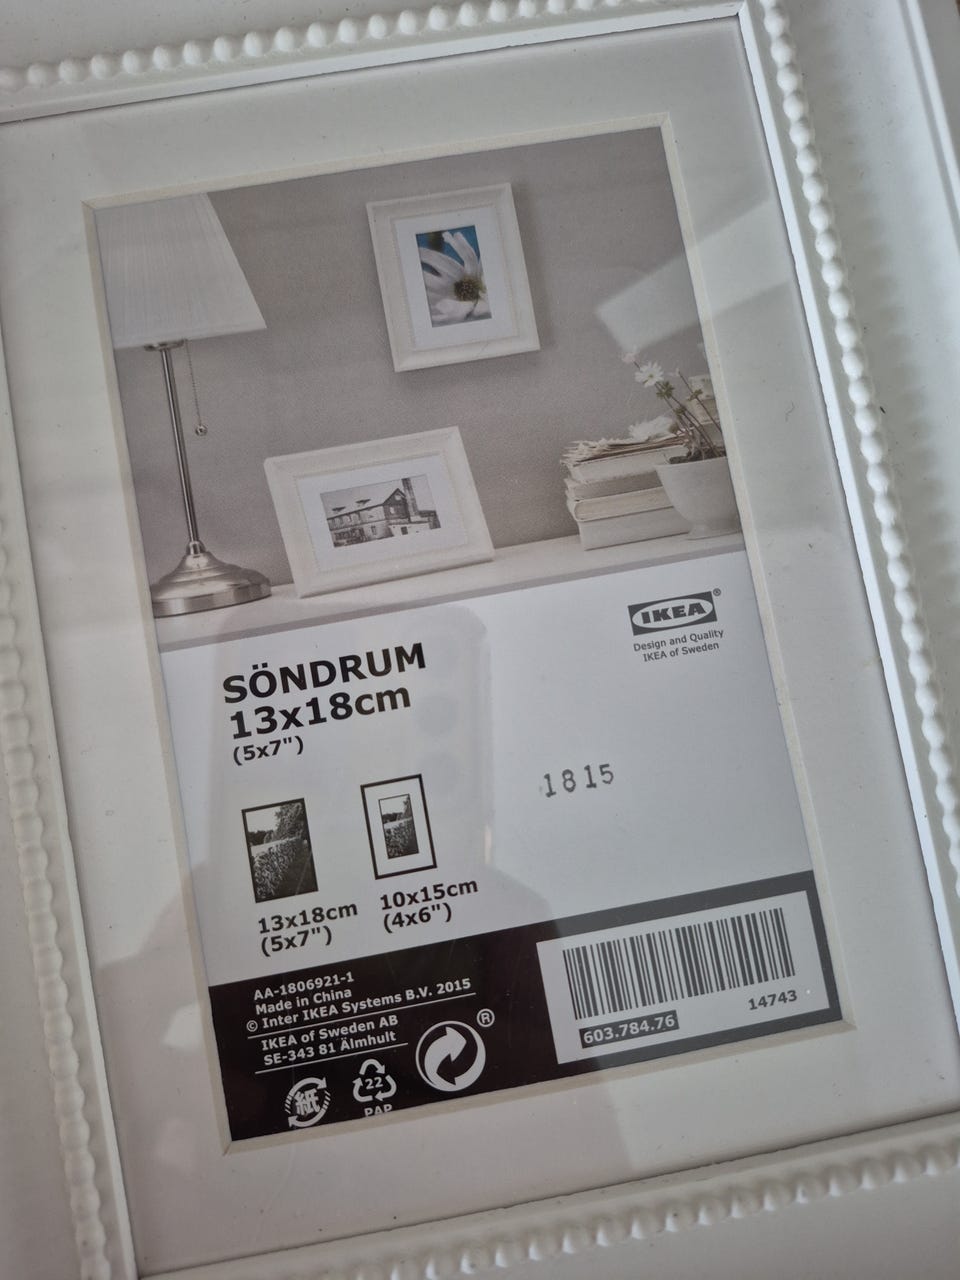 IKEA®
Design and Quality
IKEA of Sweden
SÖNDRUM
13x18cm
(5x7")
1815
13x18cm
(5x7")
10x15cm
(4x6")
AA-1806921-1
Made in China
© Inter IKEA Systems B.V. 2015
IKEA of Sweden AB
SE-343 81 Älmhult
®
紙
22
PAP
603.784.76
14743